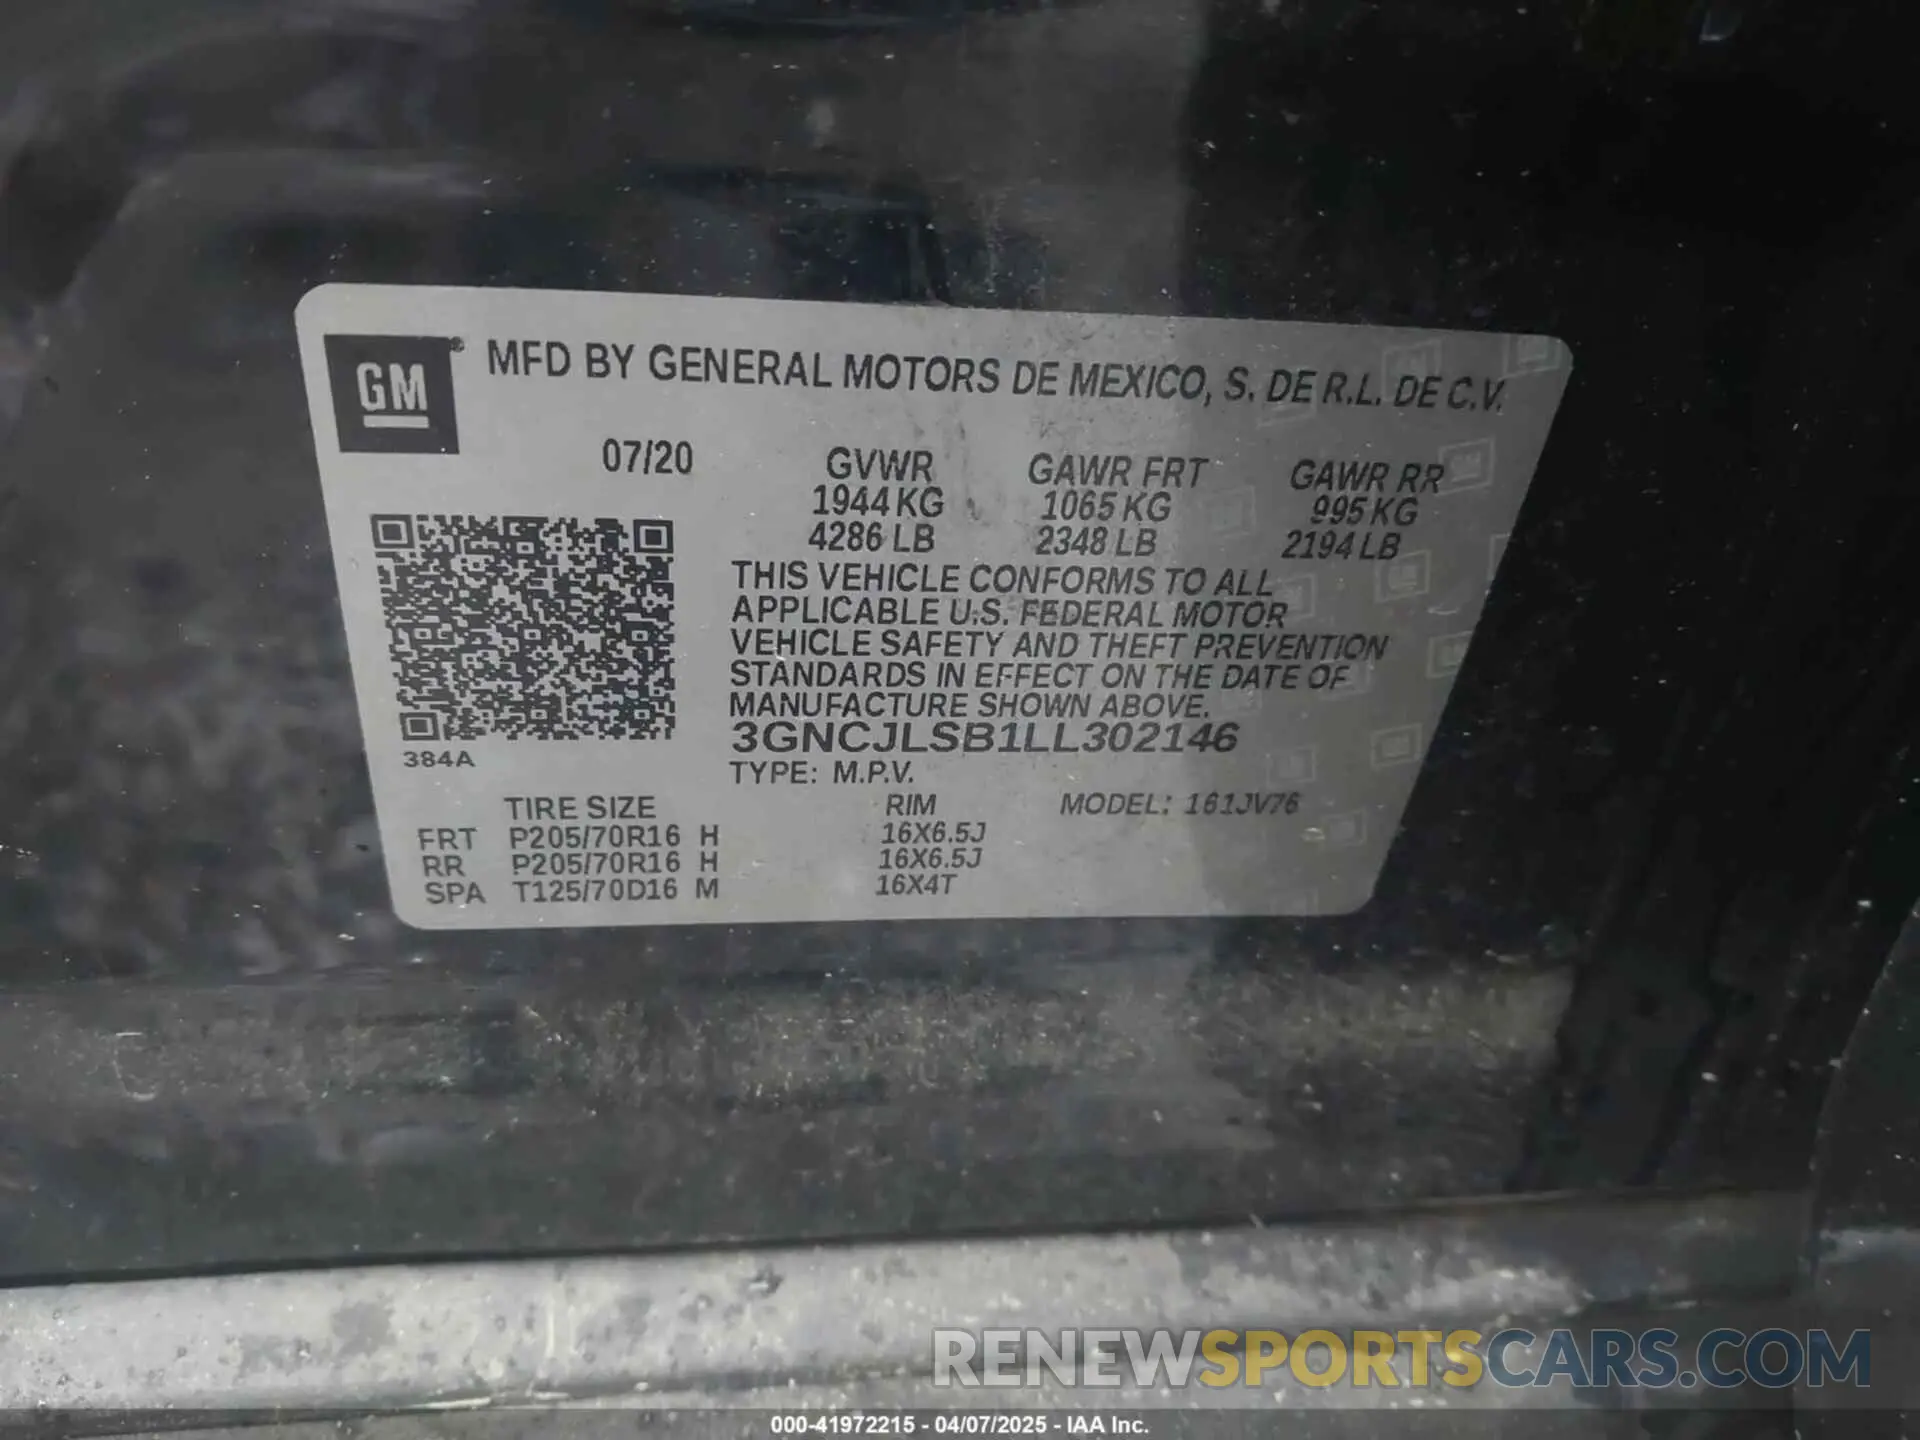 GM® MFD BY GENERAL MOTORS DE MEXICO, S. DE R.L. DE C.V.
07/20 GVWR GAWR FRT GAWR RR
1944 KG 1065 KG 995 KG
4286 LB 2348 LB 2194 LB
THIS VEHICLE CONFORMS TO ALL
APPLICABLE U.S. FEDERAL MOTOR
VEHICLE SAFETY AND THEFT PREVENTION
STANDARDS IN EFFECT ON THE DATE OF
MANUFACTURE SHOWN ABOVE.
3GNCJLSB1LL302146
384A
TYPE: M.P.V.
TIRE SIZE RIM MODEL: 161JV76
FRT P205/70R16 H 16X6.5J
RR P205/70R16 H 16X6.5J
SPA T125/70D16 M 16X4T
RENEWSPORTSCARS.COM
000-41972215 - 04/07/2025 - IAA Inc.